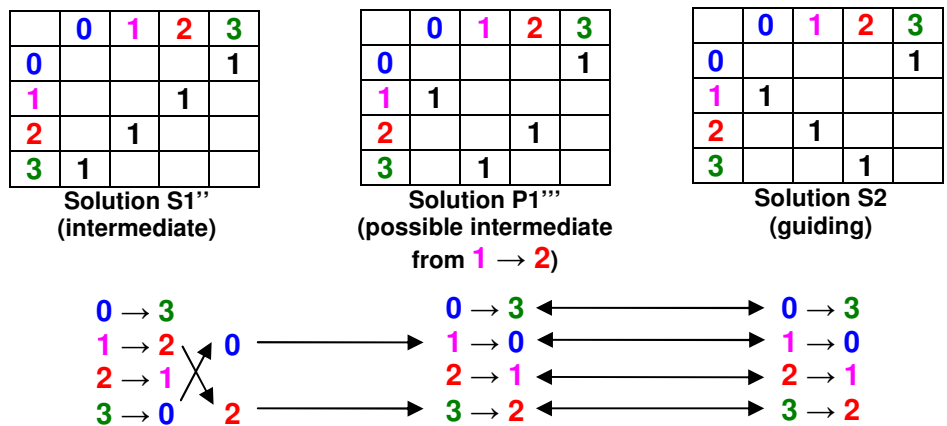 0 1 2 3
0 1
1 1
2 1
3 1
Solution S1’’
(intermediate)
0 1 2 3
0 1
1 1
2 1
3 1
Solution P1’’’
(possible intermediate
from 1 → 2)
0 1 2 3
0 1
1 1
2 1
3 1
Solution S2
(guiding)
0 → 3
1 → 2 0
2 → 1
3 → 0 2
0 → 3
1 → 0
2 → 1
3 → 2
0 → 3
1 → 0
2 → 1
3 → 2